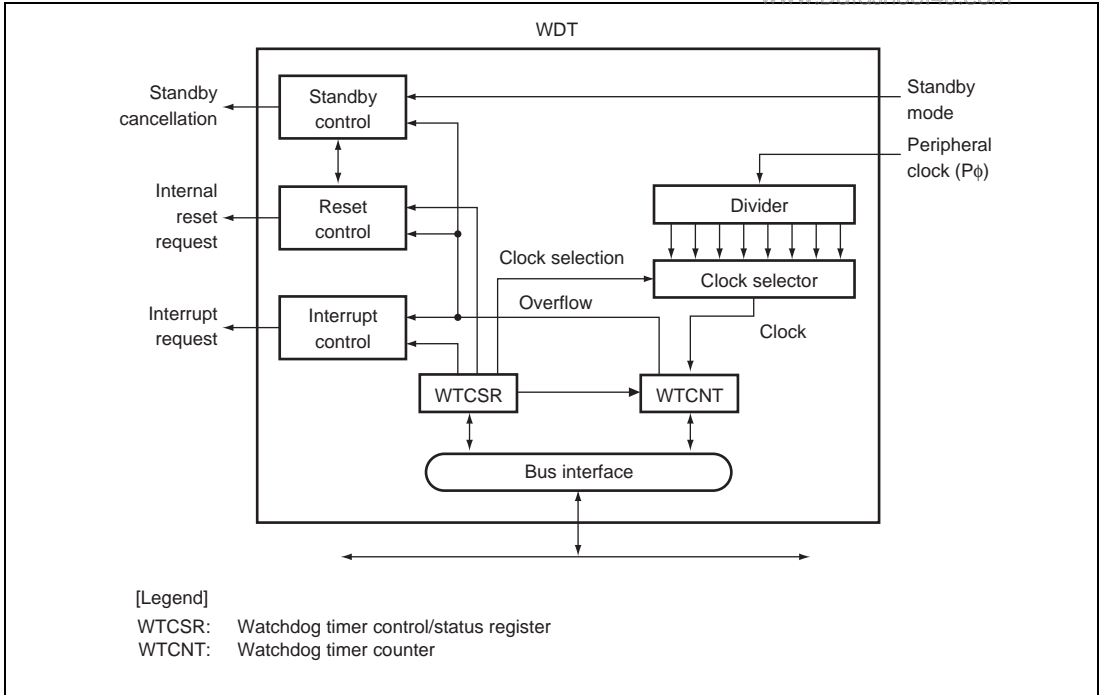 WDT
Standby
cancellation
Standby
control
Standby
mode
Peripheral
clock (Pϕ)
Internal
reset
request
Reset
control
Divider
Clock selection
Clock selector
Overflow
Interrupt
request
Interrupt
control
Clock
WTCSR
WTCNT
Bus interface
[Legend]
WTCSR: Watchdog timer control/status register
WTCNT: Watchdog timer counter